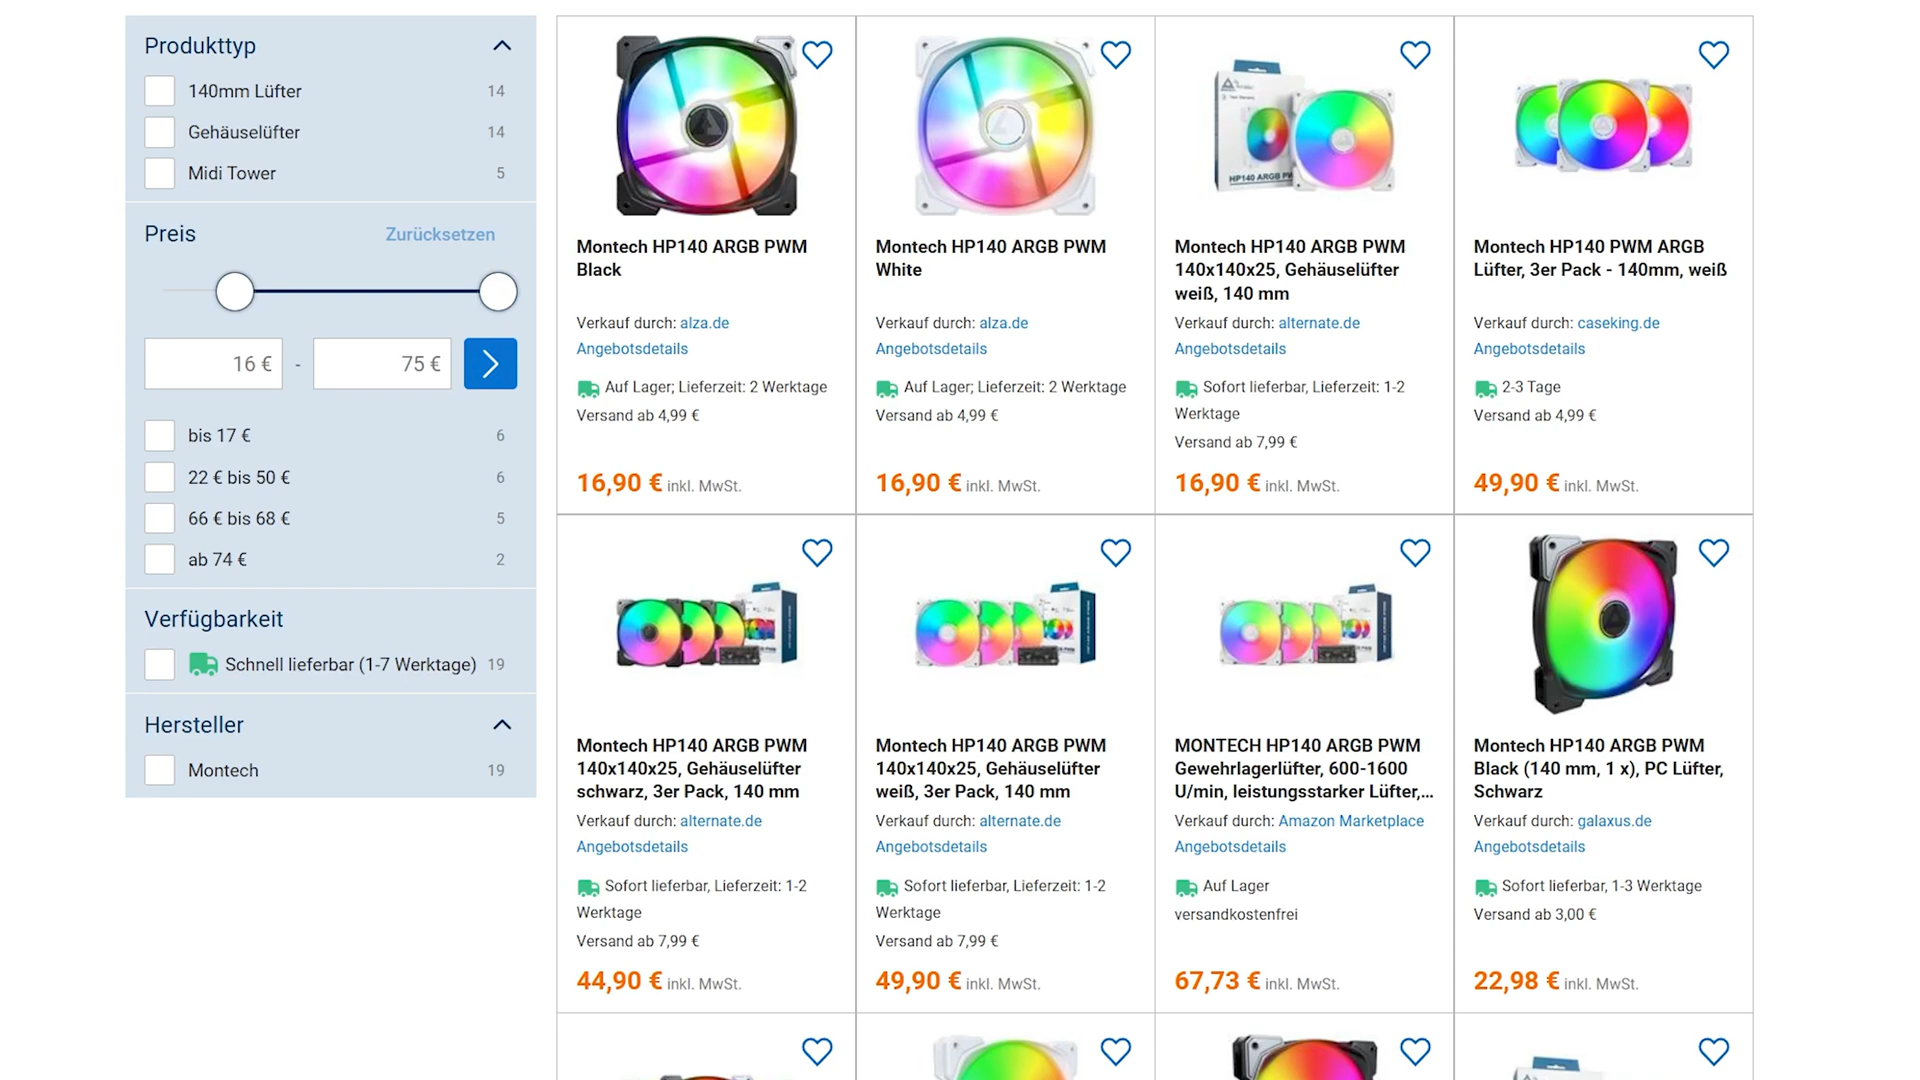 Produkttyp
140mm Lüfter 14
Gehäuselüfter 14
Midi Tower 5
Preis Zurücksetzen
16 € - 75 €
bis 17 € 6
22 € bis 50 € 6
66 € bis 68 € 5
ab 74 € 2
Verfügbarkeit
Schnell lieferbar (1-7 Werktage) 19
Hersteller
Montech 19
Montech HP140 ARGB PWM
Black
Verkauf durch: alza.de
Angebotsdetails
Auf Lager; Lieferzeit: 2 Werktage
Versand ab 4,99 €
16,90 € inkl. MwSt.
Montech HP140 ARGB PWM
White
Verkauf durch: alza.de
Angebotsdetails
Auf Lager; Lieferzeit: 2 Werktage
Versand ab 4,99 €
16,90 € inkl. MwSt.
HP140 ARGB
Montech HP140 ARGB PWM
140x140x25, Gehäuselüfter
weiß, 140 mm
Verkauf durch: alternate.de
Angebotsdetails
Sofort lieferbar, Lieferzeit: 1-2
Werktage
Versand ab 7,99 €
16,90 € inkl. MwSt.
Montech HP140 PWM ARGB
Lüfter, 3er Pack - 140mm, weiß
Verkauf durch: caseking.de
Angebotsdetails
2-3 Tage
Versand ab 4,99 €
49,90 € inkl. MwSt.
Montech HP140 ARGB PWM
140x140x25, Gehäuselüfter
schwarz, 3er Pack, 140 mm
Verkauf durch: alternate.de
Angebotsdetails
Sofort lieferbar, Lieferzeit: 1-2
Werktage
Versand ab 7,99 €
44,90 € inkl. MwSt.
Montech HP140 ARGB PWM
140x140x25, Gehäuselüfter
weiß, 3er Pack, 140 mm
Verkauf durch: alternate.de
Angebotsdetails
Sofort lieferbar, Lieferzeit: 1-2
Werktage
Versand ab 7,99 €
49,90 € inkl. MwSt.
MONTECH HP140 ARGB PWM
Gewehrlagerlüfter, 600-1600
U/min, leistungsstarker Lüfter,...
Verkauf durch: Amazon Marketplace
Angebotsdetails
Auf Lager
versandkostenfrei
67,73 € inkl. MwSt.
Montech HP140 ARGB PWM
Black (140 mm, 1 x), PC Lüfter,
Schwarz
Verkauf durch: galaxus.de
Angebotsdetails
Sofort lieferbar, 1-3 Werktage
Versand ab 3,00 €
22,98 € inkl. MwSt.